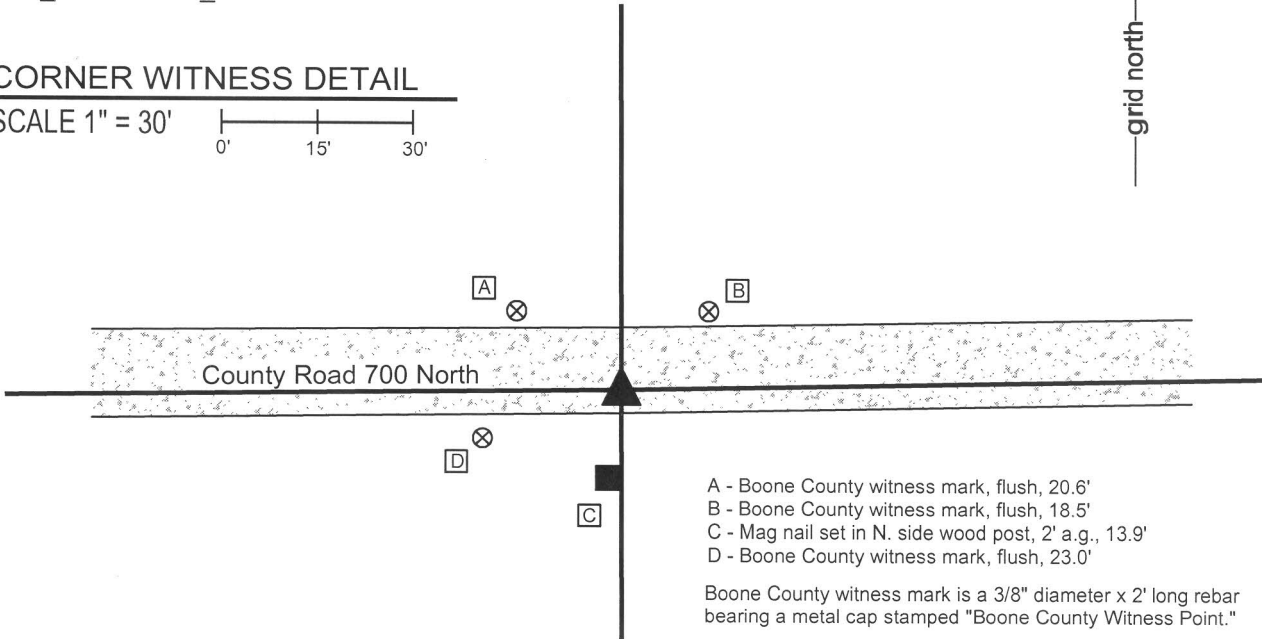 CORNER WITNESS DETAIL
SCALE 1" = 30'
0' 15' 30'
grid north
A
B
County Road 700 North
D
C
A - Boone County witness mark, flush, 20.6'
B - Boone County witness mark, flush, 18.5'
C - Mag nail set in N. side wood post, 2' a.g., 13.9'
D - Boone County witness mark, flush, 23.0'
Boone County witness mark is a 3/8" diameter x 2' long rebar
bearing a metal cap stamped "Boone County Witness Point."